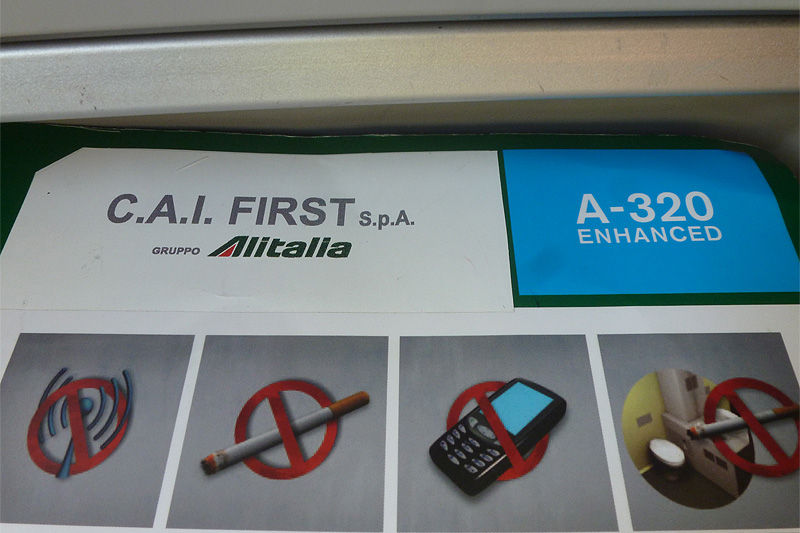 C.A.I. FIRST S.p.A.
GRUPPO Alitalia
A-320
ENHANCED